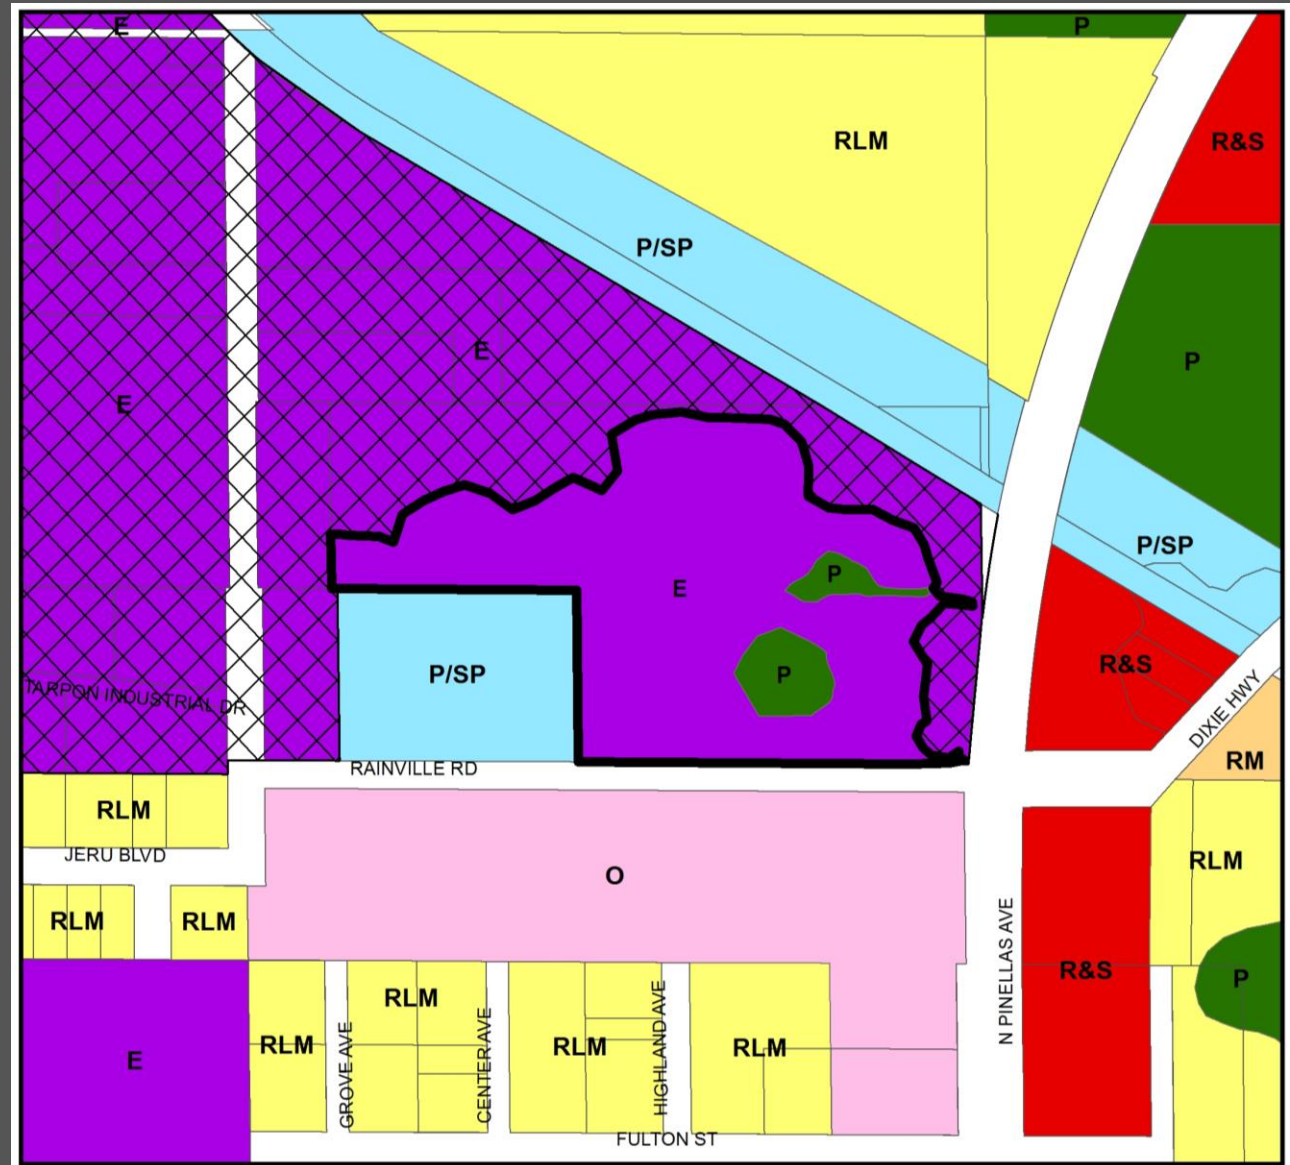 E
P
RLM
R&S
P/SP
E
P
E
P/SP
P
E
R&S
P/SP
P
TARPON INDUSTRIAL DR
DIXIE HWY
RM
RAINVILLE RD
RLM
JERU BLVD
RLM
O
RLM
RLM
N PINELLAS AVE
R&S
P
RLM
RLM
E
RLM
RLM
GROVE AVE
CENTER AVE
HIGHLAND AVE
FULTON ST